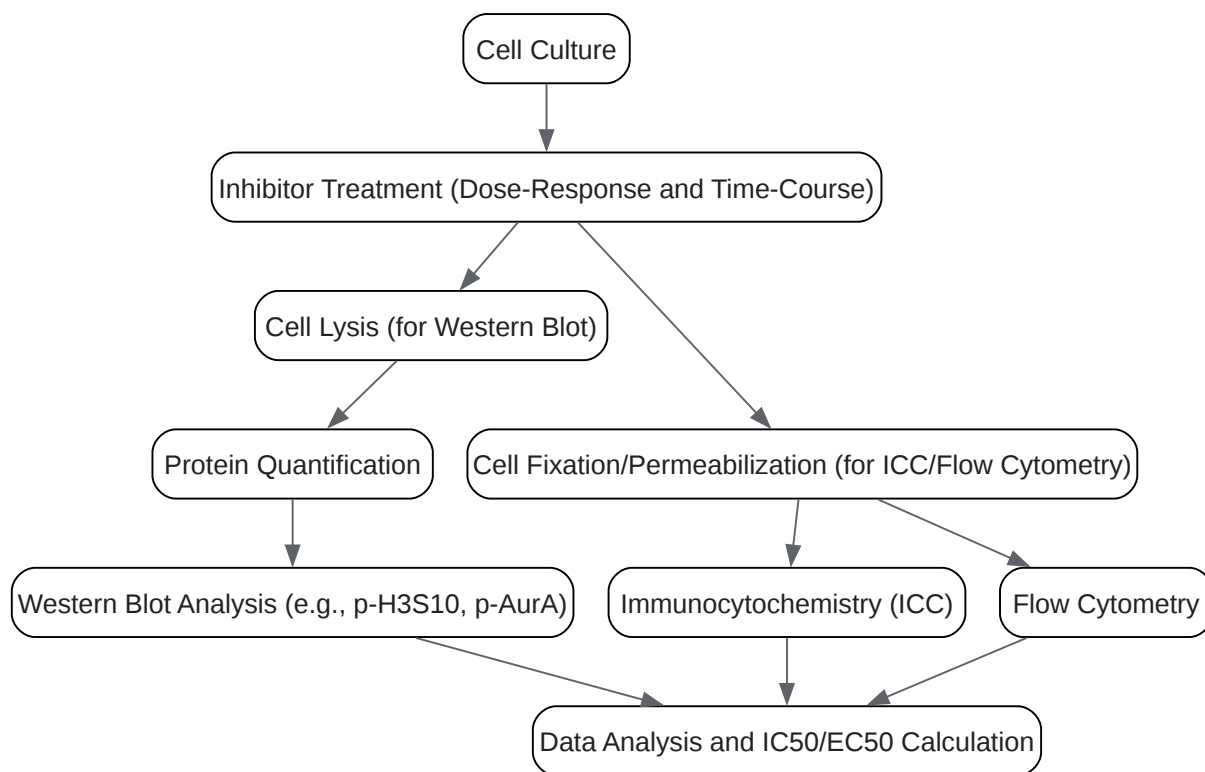 Cell Culture
Inhibitor Treatment (Dose-Response and Time-Course)
Cell Lysis (for Western Blot)
Protein Quantification
Cell Fixation/Permeabilization (for ICC/Flow Cytometry)
Western Blot Analysis (e.g., p-H3S10, p-AurA)
Immunocytochemistry (ICC)
Flow Cytometry
Data Analysis and IC50/EC50 Calculation